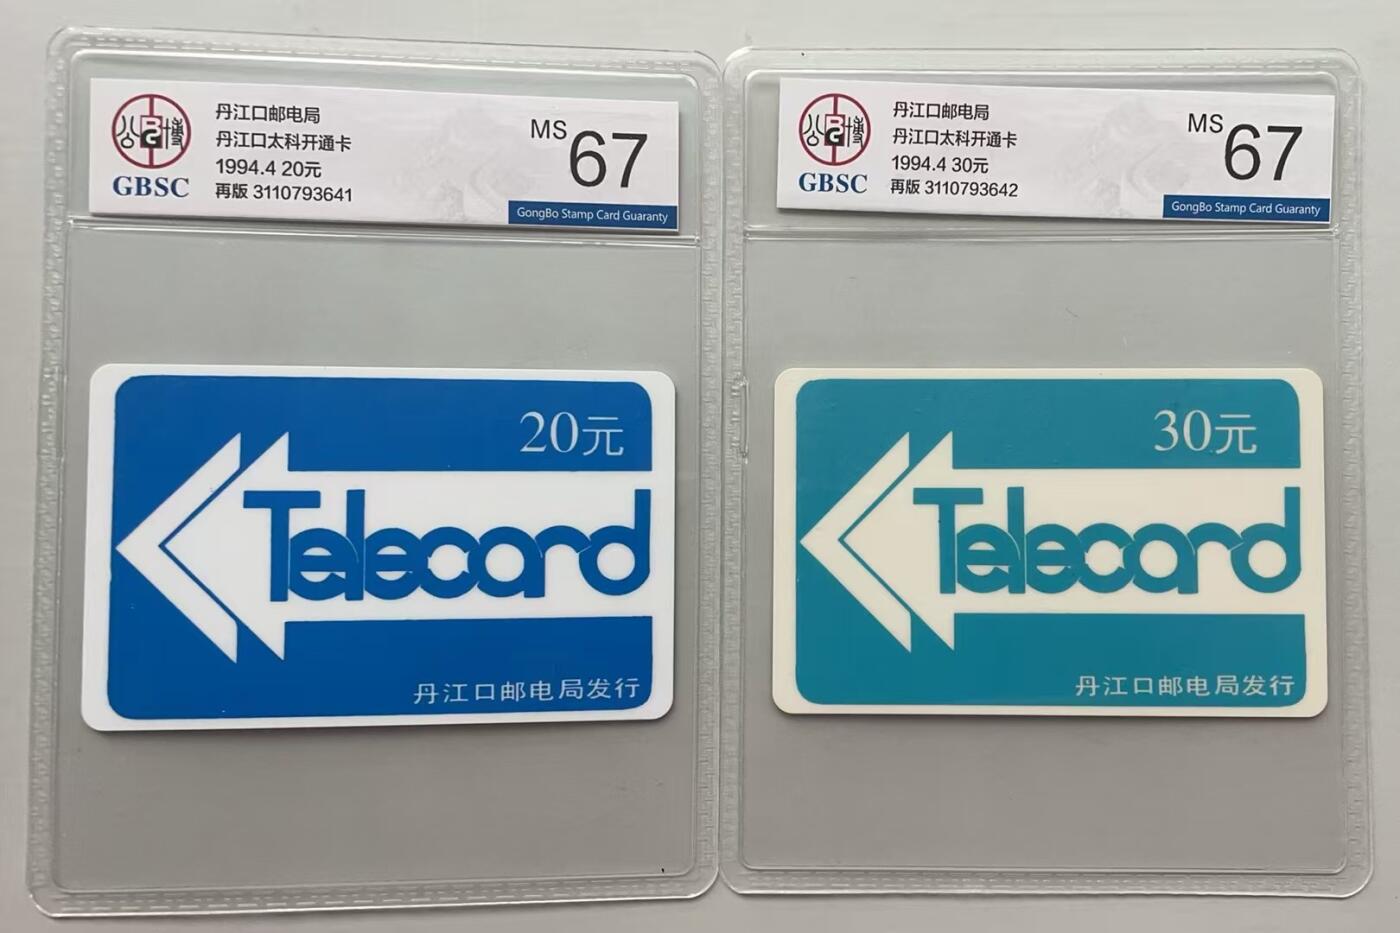 丹江口邮电局
丹江口太科开通卡
1994.4 20元
再版 3110793641
GBSC
MS 67
GongBo Stamp Card Guaranty
20元
Telecard
丹江口邮电局发行
丹江口邮电局
丹江口太科开通卡
1994.4 30元
再版 3110793642
GBSC
MS 67
GongBo Stamp Card Guaranty
30元
Telecard
丹江口邮电局发行